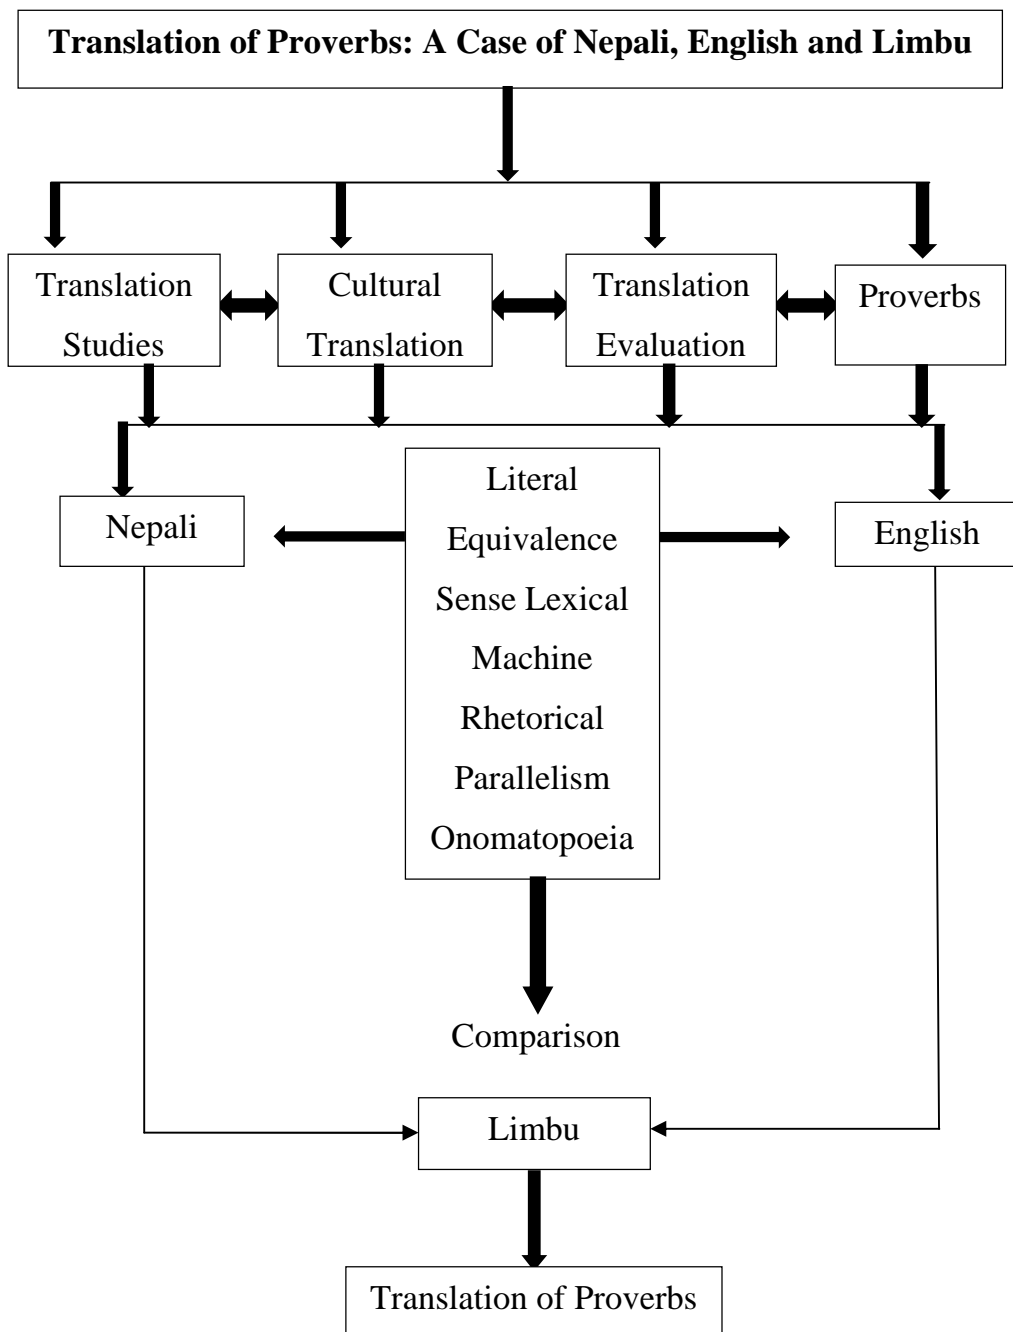 Translation of Proverbs: A Case of Nepali, English and Limbu
Translation
Studies
Cultural
Translation
Translation
Evaluation
Proverbs
Nepali
Literal
Equivalence
Sense Lexical
Machine
Rhetorical
Parallelism
Onomatopoeia
English
Comparison
Limbu
Translation of Proverbs